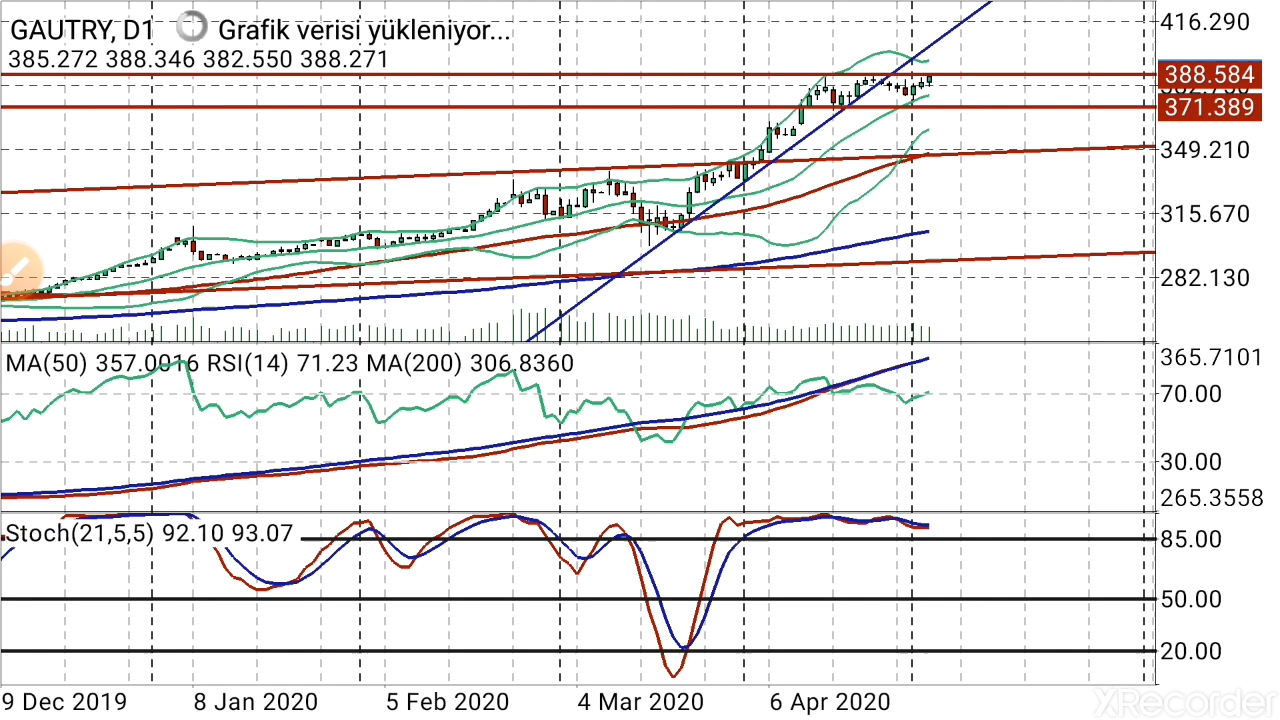 GAUTRY, D1 Grafik verisi yükleniyor...
385.272 388.346 382.550 388.271
416.290
388.584
371.389
349.210
315.670
282.130
MA(50) 357.0016 RSI(14) 71.23 MA(200) 306.8360
365.7101
70.00
30.00
265.3558
Stoch(21,5,5) 92.10 93.07
85.00
50.00
20.00
9 Dec 2019 8 Jan 2020 5 Feb 2020 4 Mar 2020 6 Apr 2020
XRecorder